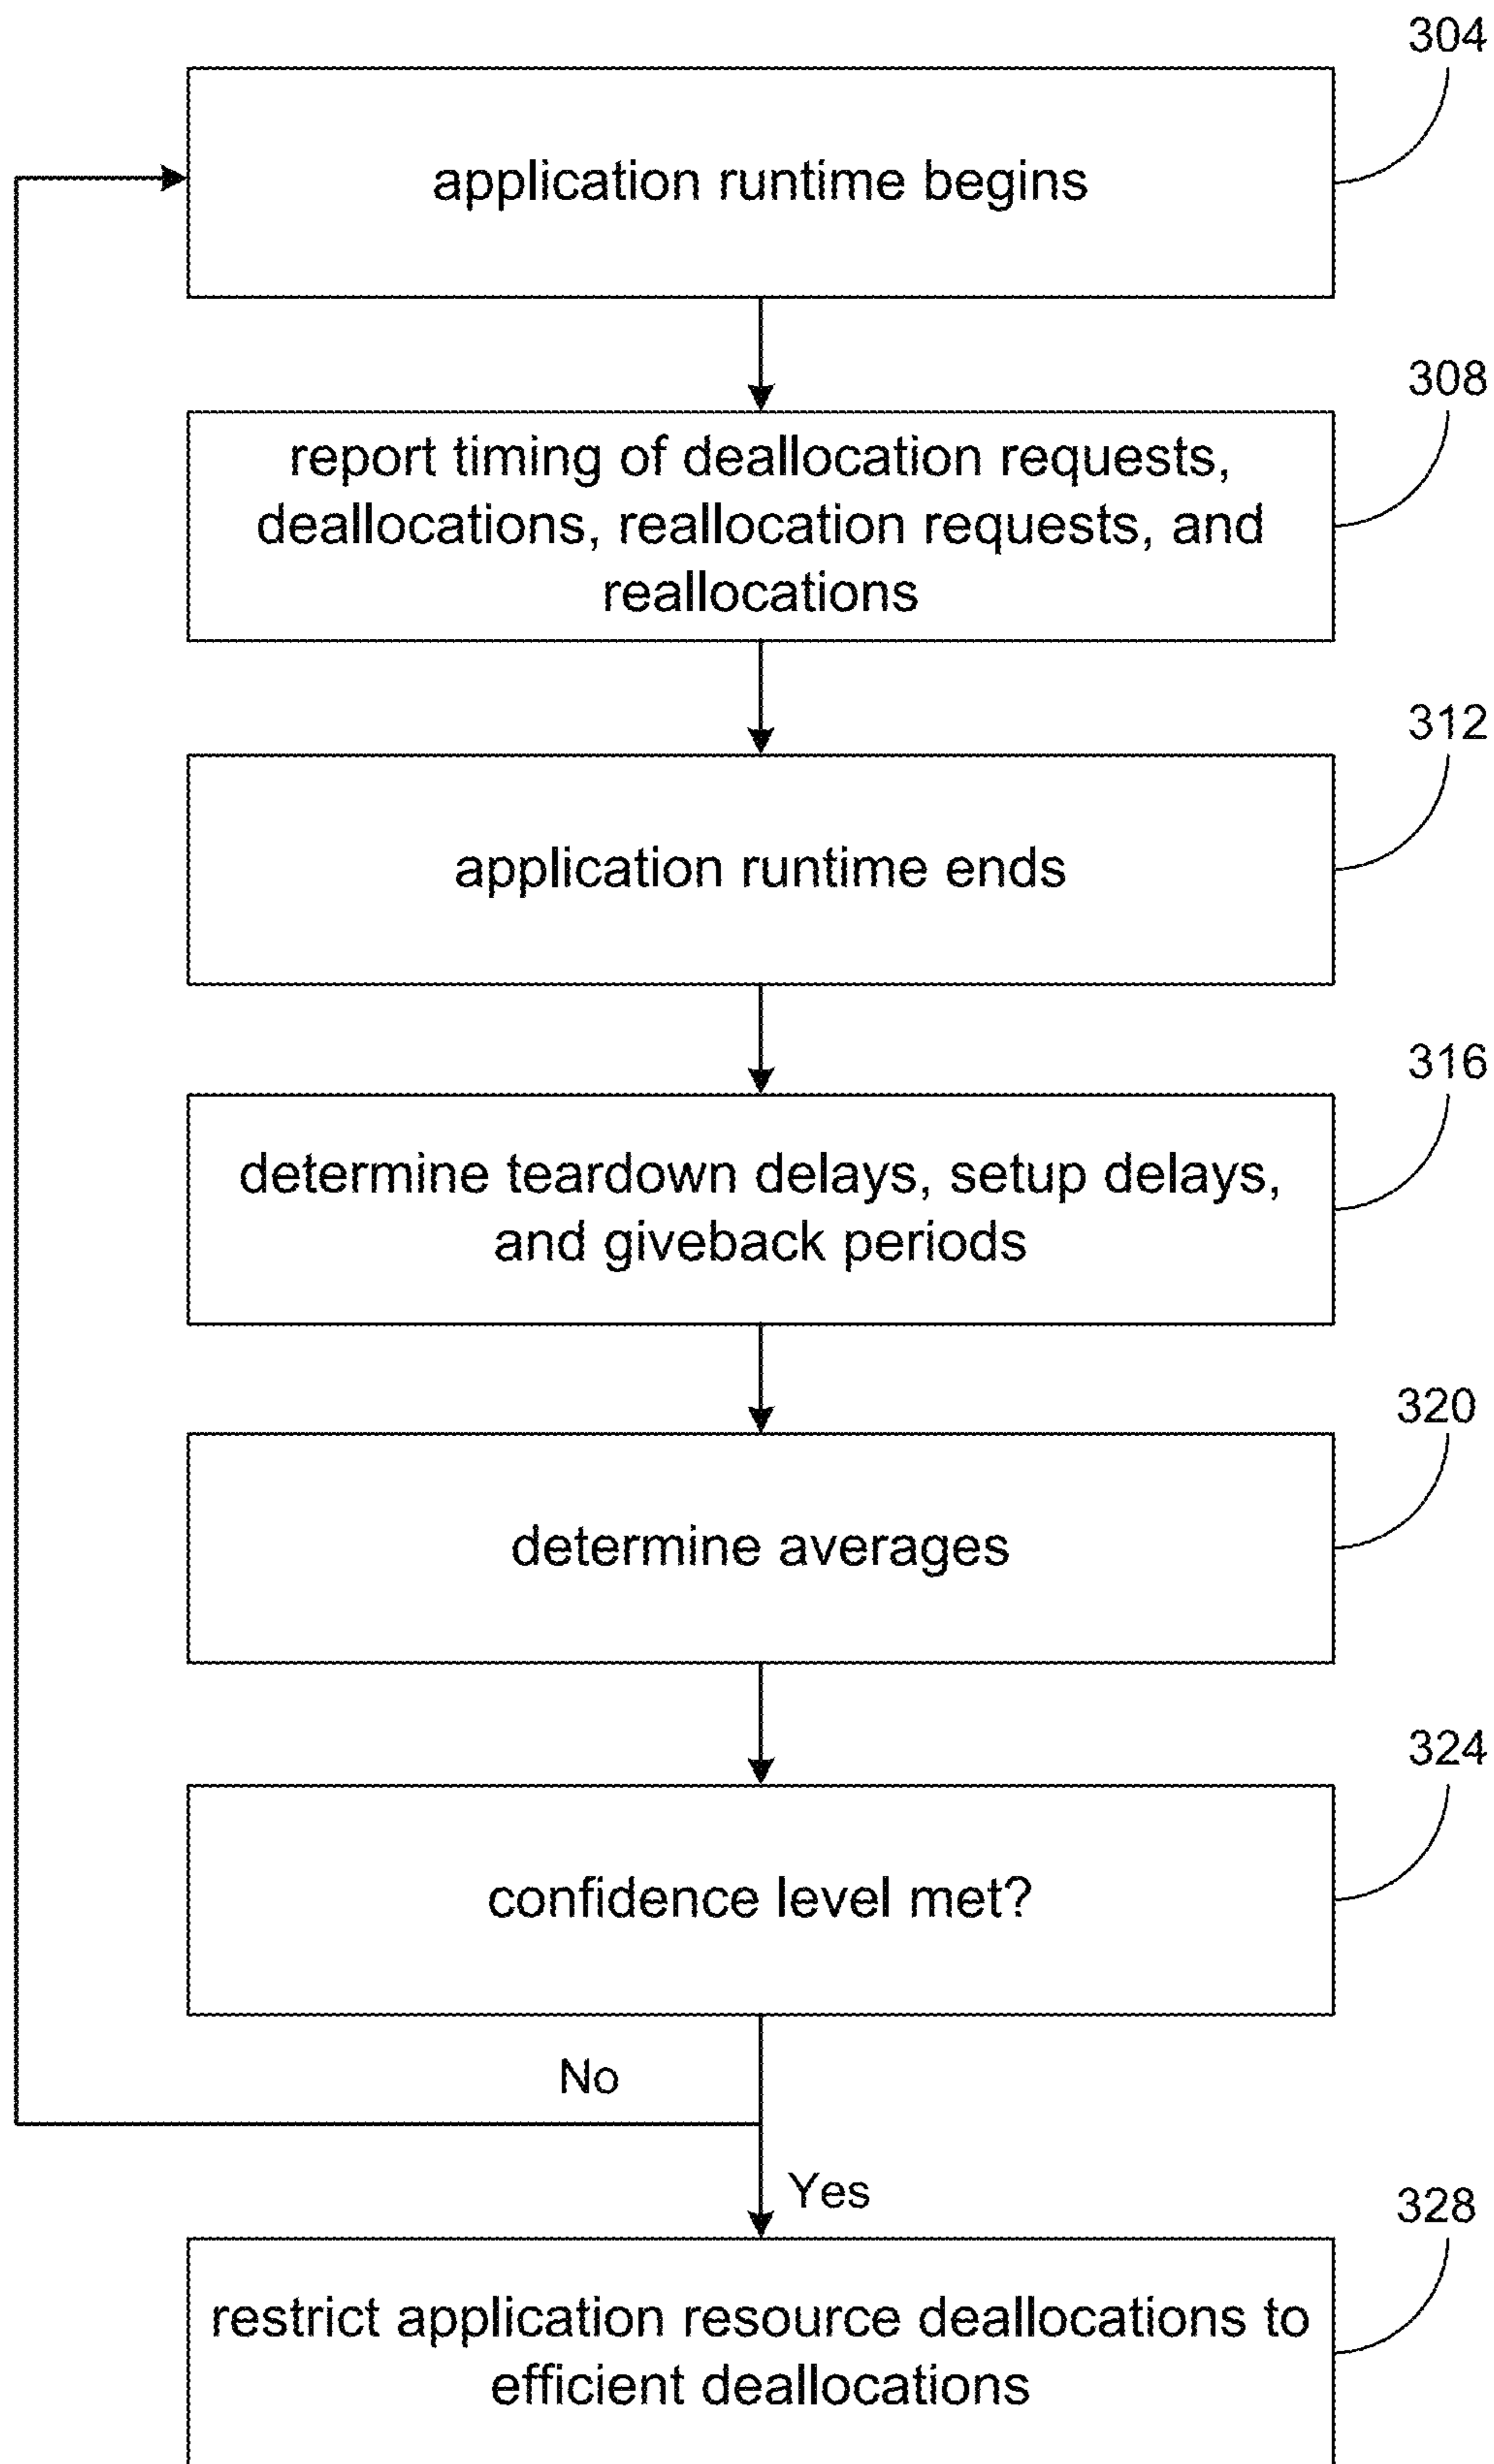 304
application runtime begins
308
report timing of deallocation requests,
deallocations, reallocation requests, and
reallocations
312
application runtime ends
316
determine teardown delays, setup delays,
and giveback periods
320
determine averages
324
confidence level met?
No
Yes
328
restrict application resource deallocations to
efficient deallocations